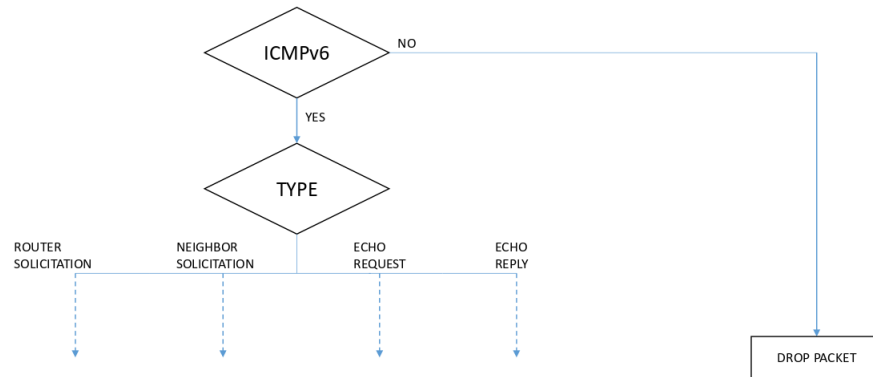 ICMPv6
NO
YES
TYPE
ROUTER
SOLICITATION
NEIGHBOR
SOLICITATION
ECHO
REQUEST
ECHO
REPLY
DROP PACKET